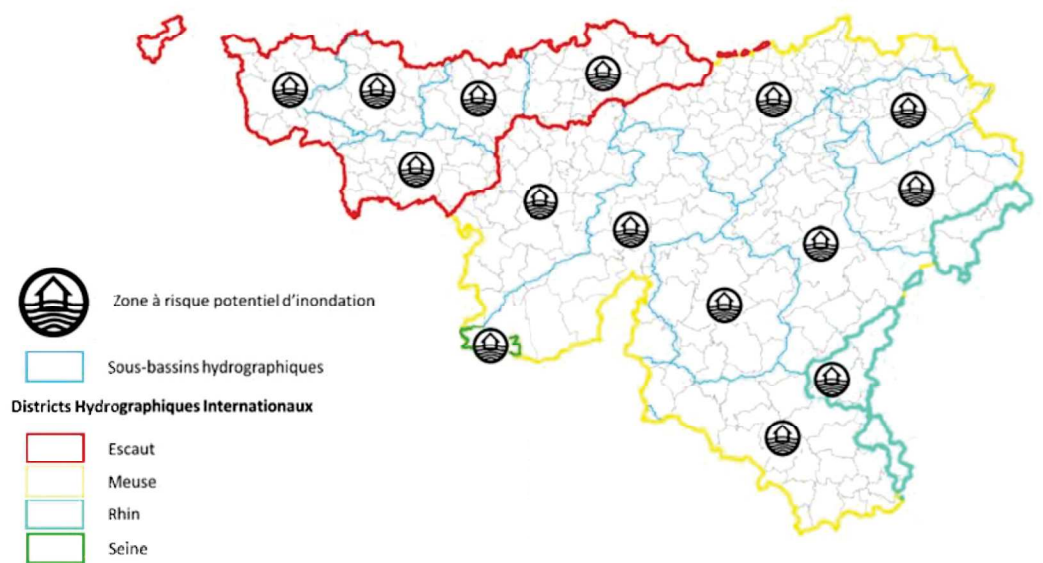 Zone à risque potentiel d'inondation
Sous-bassins hydrographiques
Districts Hydrographiques Internationaux
Escaut
Meuse
Rhin
Seine